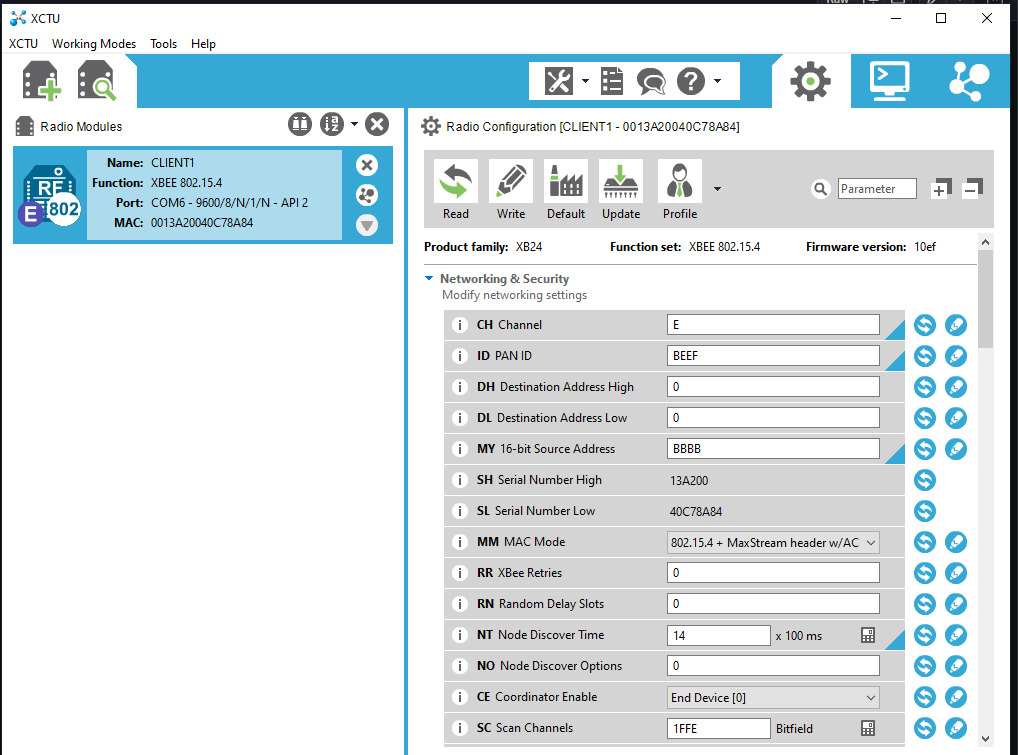 XCTU
XCTU Working Modes Tools Help
Radio Modules
RF
E 802
Name: CLIENT1
Function: XBEE 802.15.4
Port: COM6 - 9600/8/N/1/N - API 2
MAC: 0013A20040C78A84
Radio Configuration [CLIENT1 - 0013A20040C78A84]
Read Write Default Update Profile
Parameter
Product family: XB24 Function set: XBEE 802.15.4 Firmware version: 10ef
Networking & Security
Modify networking settings
i CH Channel E
i ID PAN ID BEEF
i DH Destination Address High 0
i DL Destination Address Low 0
i MY 16-bit Source Address BBBB
i SH Serial Number High 13A200
i SL Serial Number Low 40C78A84
i MM MAC Mode 802.15.4 + MaxStream header w/AC
i RR XBee Retries 0
i RN Random Delay Slots 0
i NT Node Discover Time 14 x 100 ms
i NO Node Discover Options 0
i CE Coordinator Enable End Device [0]
i SC Scan Channels 1FFE Bitfield